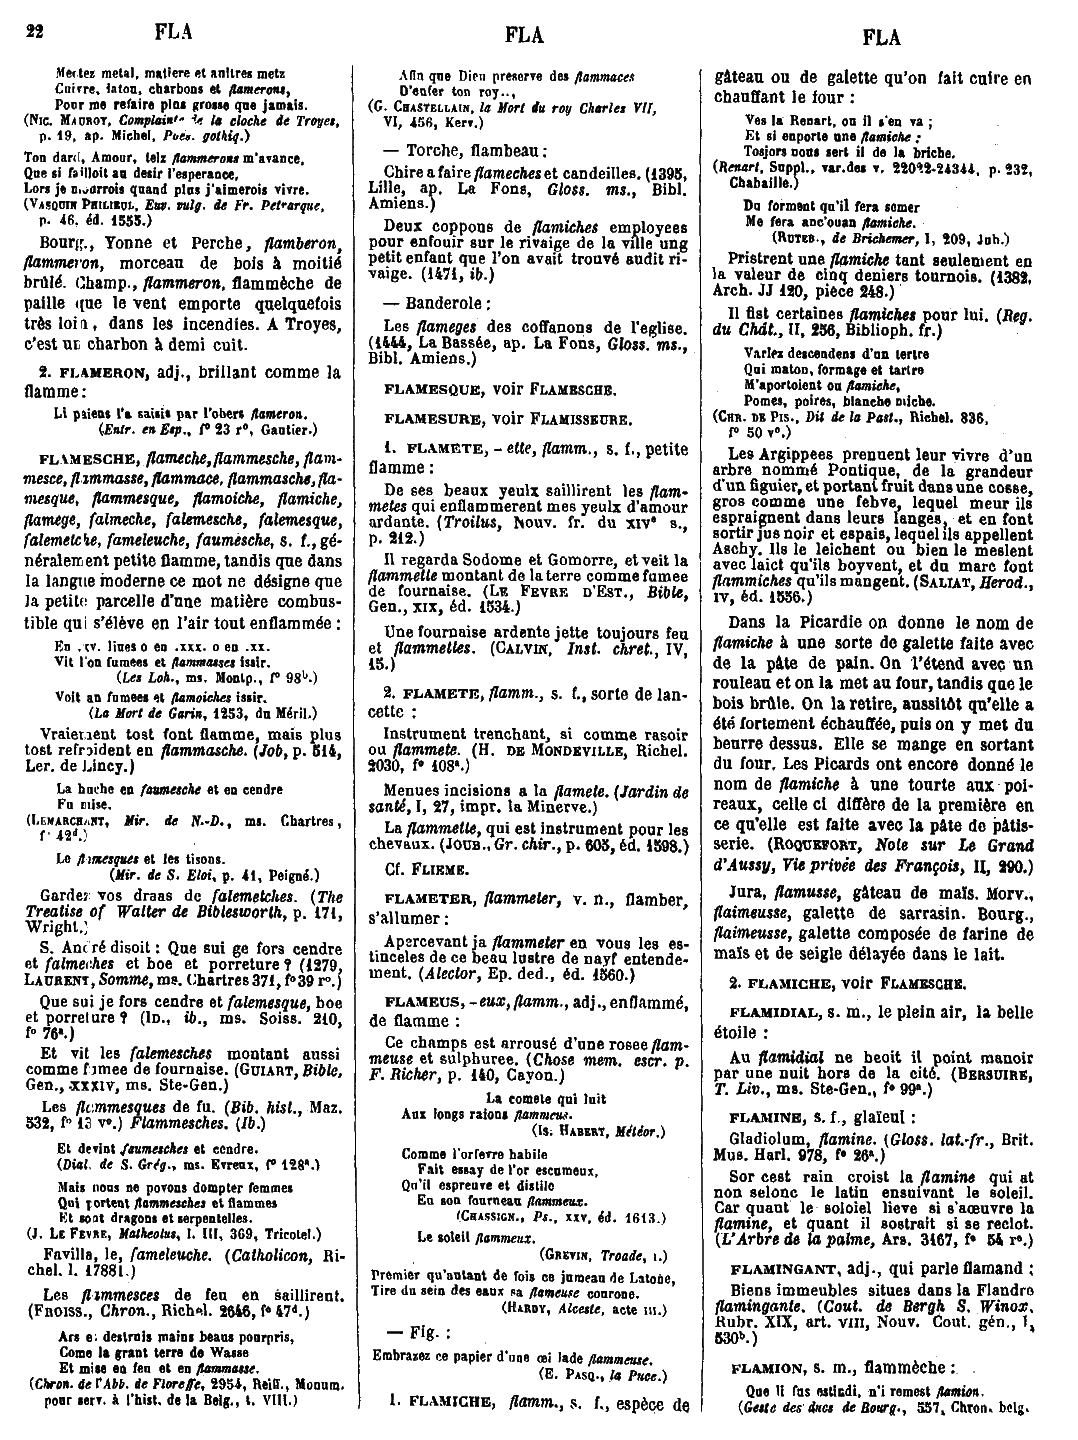 22 FLA FLA FLA
Mectez metal, matiere et aultres metz
Cuivre, laton, charbons et flamerons,
Pour me refaire plus grosse que jamais.
(NIC. MAUROY, Complainte de la cloche de Troyes,
p. 19, ap. Michel, Poes. gothiq.)
Ton dard, Amour, telz flammerons m'avance,
Que si failloit au desir l'esperance,
Lors je mourrois quand plus j'aimerois vivre.
(VASQUIN PHILIEUL, Euv. vulg. de Fr. Petrarque,
p. 46, éd. 1555.)
Bourg., Yonne et Perche, flamberon,
flammeron, morceau de bois à moitié
brûlé. Champ., flammeron, flammèche de
paille que le vent emporte quelquefois
très loin, dans les incendies. A Troyes,
c'est un charbon à demi cuit.
2. FLAMERON, adj., brillant comme la
flamme :
Li paiens l'a saisis par l'obers flameron.
(Entr. en Esp., f° 23 r°, Gautier.)
FLAMESCHE, flameche, flammesche, flam-
mesce, flammasse, flammace, flammasche, fla-
mesque, flammesque, flamoiche, flamiche,
flamege, falmeche, falemesche, falemesque,
falemetche, fameleuche, faumesche, s. f., gé-
néralement petite flamme, tandis que dans
la langue moderne ce mot ne désigne que
la petite parcelle d'une matière combus-
tible qui s'élève en l'air tout enflammée :
En .xv. liues o en .xxx. o en .xx.
Vit l'on fumees et flammasses issir.
(Les Loh., ms. Montp., f° 98ᵇ.)
Voit an fumees et flamoiches issir.
(La Mort de Garin, 1253, du Méril.)
Vraiement tost font flamme, mais plus
tost refroident en flammasche. (Job, p. 514,
Ler. de Lincy.)
La huche en faumesche et en cendre
Fu mise.
(LEMARCHANT, Mir. de N.-D., ms. Chartres,
f° 42ᵈ.)
Le flamesques et les tisons.
(Mir. de S. Eloi, p. 41, Peigné.)
Gardez vos draas de falemetches. (The
Treatise of Walter de Biblesworth, p. 171,
Wright.)
S. André disoit : Que sui ge fors cendre
et falmeches et boe et porreture ? (1279,
LAURENT, Somme, ms. Chartres 371, f° 39 r°.)
Que sui je fors cendre et falemesque, boe
et porreture ? (ID., ib., ms. Soiss. 210,
f° 76ᵃ.)
Et vit les falemesches montant aussi
comme fumee de fournaise. (GUIART, Bible,
Gen., XXXIV, ms. Ste-Gen.)
Les flammesques de fu. (Bib. hist., Maz.
532, f° 13 v°.) Flammesches. (Ib.)
Et devint faumesches et cendre.
(Dial. de S. Grég., ms. Evreux, f° 128ᵃ.)
Mais nous ne povons dompter femmes
Qui portent flammesches et flammes
Et sont dragons et serpentelles.
(J. LE FEVRE, Matheolus, l. III, 369, Tricotel.)
Favilla, le, fameleuche. (Catholicon, Ri-
chel. l. 17881.)
Les flammesces de feu en saillirent.
(FROISS., Chron., Richel. 2646, f° 47ᵈ.)
Ars et destruis mains beaus pourpris,
Come la grant terre de Wasse
Et mise en feu et en flammasse.
(Chron. de l'Abb. de Floreffe, 2954, Reiff., Monum.
pour serv. à l'hist. de la Belg., t. VIII.)
Afin que Dieu preserve des flammaces
D'enfer ton roy...,
(G. CHASTELLAIN, la Mort du roy Charles VII,
VI, 456, Kerv.)
— Torche, flambeau :
Chire a faire flameches et candeilles. (1395,
Lille, ap. La Fons, Gloss. ms., Bibl.
Amiens.)
Deux coppons de flamiches employees
pour enfouir sur le rivaige de la ville ung
petit enfant que l'on avait trouvé audit ri-
vaige. (1471, ib.)
— Banderole :
Les flameges des coffanons de l'eglise.
(1444, La Bassée, ap. La Fons, Gloss. ms.,
Bibl. Amiens.)
FLAMESQUE, voir FLAMESCHE.
FLAMESURE, voir FLAMISSEURE.
1. FLAMETE, - ette, flamm., s. f., petite
flamme :
De ses beaux yeulx saillirent les flam-
metes qui enflammerent mes yeulx d'amour
ardante. (Troilus, Nouv. fr. du XIVᵉ s.,
p. 212.)
Il regarda Sodome et Gomorre, et veit la
flammette montant de la terre comme fumee
de fournaise. (LE FEVRE D'EST., Bible,
Gen., XIX, éd. 1534.)
Une fournaise ardente jette toujours feu
et flammettes. (CALVIN, Inst. chret., IV,
15.)
2. FLAMETE, flamm., s. f., sorte de lan-
cette :
Instrument trenchant, si comme rasoir
ou flammete. (H. DE MONDEVILLE, Richel.
2030, f° 108ᵃ.)
Menues incisions a la flamete. (Jardin de
santé, I, 27, impr. la Minerve.)
La flammette, qui est instrument pour les
chevaux. (JOUB., Gr. chir., p. 603, éd. 1598.)
Cf. FLIEME.
FLAMETER, flammeter, v. n., flamber,
s'allumer :
Apercevant ja flammeter en vous les es-
tinceles de ce beau lustre de nayf entende-
ment. (Alector, Ep. ded., éd. 1560.)
FLAMEUS, - eux, flamm., adj., enflammé,
de flamme :
Ce champs est arrousé d'une rosee flam-
meuse et sulphuree. (Chose mem. escr. p.
F. Richer, p. 140, Cayon.)
La comete qui luit
Aux longs raions flammeus.
(IS. HABERT, Météor.)
Comme l'orfevre habile
Fait essay de l'or escumeux,
Qu'il espreuve et distile
En son fourneau flammeux.
(CHASSIGN., Ps., XXV, éd. 1613.)
Le soleil flammeux.
(GREVIN, Troade, I.)
Premier qu'autant de fois ce jumeau de Latone,
Tire du sein des eaux sa flameuse couronne.
(HARDY, Alceste, acte III.)
— Fig. :
Embrazez ce papier d'une œillade flammeuse.
(E. PASQ., la Puce.)
1. FLAMICHE, flamm., s. f., espèce de
gâteau ou de galette qu'on fait cuire en
chauffant le four :
Ves la Renart, ou il s'en va ;
Et si enporte une flamiche :
Tosjors nous sert il de la briche.
(Renart, Suppl., var. des v. 22022-24344, p. 232,
Chabaille.)
Du forment qu'il fera semer
Me fera anc'ouan flamiche.
(RUTEB., de Brichemer, I, 209, Jub.)
Pristrent une flamiche tant seulement en
la valeur de cinq deniers tournois. (1382,
Arch. JJ 120, pièce 248.)
Il fist certaines flamiches pour lui. (Reg.
du Chât., II, 256, Biblioph. fr.)
Varlez descendens d'un tertre
Qui maton, formage et tartre
M'aportoient ou flamiche,
Pomes, poires, blanche miche.
(CHR. DE PIS., Dit de la Past., Richel. 836,
f° 50 v°.)
Les Argippees prennent leur vivre d'un
arbre nommé Pontique, de la grandeur
d'un figuier, et portant fruit dans une cosse,
gros comme une febve, lequel meur ils
espraignent dans leurs langes, et en font
sortir jus noir et espais, lequel ils appellent
Aschy. Ils le leichent ou bien le meslent
avec laict qu'ils boyvent, et du marc font
flammiches qu'ils mangent. (SALIAT, Herod.,
IV, éd. 1556.)
Dans la Picardie on donne le nom de
flamiche à une sorte de galette faite avec
de la pâte de pain. On l'étend avec un
rouleau et on la met au four, tandis que le
bois brûle. On la retire, aussitôt qu'elle a
été fortement échauffée, puis on y met du
beurre dessus. Elle se mange en sortant
du four. Les Picards ont encore donné le
nom de flamiche à une tourte aux poi-
reaux, celle ci diffère de la première en
ce qu'elle est faite avec la pâte de pâtis-
serie. (ROQUEFORT, Note sur Le Grand
d'Aussy, Vie privée des François, II, 290.)
Jura, flamusse, gâteau de maïs. Morv.,
flaimeusse, galette de sarrasin. Bourg.,
flaimeusse, galette composée de farine de
maïs et de seigle délayée dans le lait.
2. FLAMICHE, voir FLAMESCHE.
FLAMIDIAL, s. m., le plein air, la belle
étoile :
Au flamidial ne beoit il point manoir
par une nuit hors de la cité. (BERSUIRE,
T. Liv., ms. Ste-Gen., f° 99ᵃ.)
FLAMINE, s. f., glaïeul :
Gladiolum, flamine. (Gloss. lat.-fr., Brit.
Mus. Harl. 978, f° 26ᵃ.)
Sor cest rain croist la flamine qui at
non selonc le latin ensuivant le soleil.
Car quant le soloiel lieve si s'aœuvre la
flamine, et quant il sostrait si se reclot.
(L'Arbre de la palme, Ars. 3167, f° 54 r°.)
FLAMINGANT, adj., qui parle flamand :
Biens immeubles situes dans la Flandre
flamingante. (Cout. de Bergh S. Winox,
Rubr. XIX, art. VIII, Nouv. Cout. gén., I,
530ᵇ.)
FLAMION, s. m., flammèche :
Que li fus estindi, n'i remest flamion.
(Geste des ducs de Bourg., 557, Chron. belg.